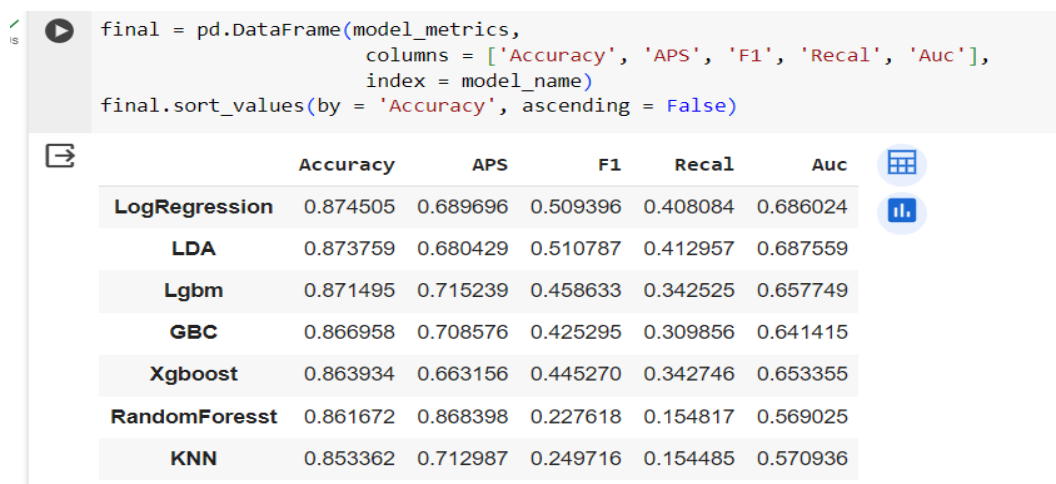 final = pd.DataFrame(model_metrics,
columns = ['Accuracy', 'APS', 'F1', 'Recal', 'Auc'],
index = model_name)
final.sort_values(by = 'Accuracy', ascending = False)
Accuracy APS F1 Recal Auc
LogRegression 0.874505 0.689696 0.509396 0.408084 0.686024
LDA 0.873759 0.680429 0.510787 0.412957 0.687559
Lgbm 0.871495 0.715239 0.458633 0.342525 0.657749
GBC 0.866958 0.708576 0.425295 0.309856 0.641415
Xgboost 0.863934 0.663156 0.445270 0.342746 0.653355
RandomForesst 0.861672 0.868398 0.227618 0.154817 0.569025
KNN 0.853362 0.712987 0.249716 0.154485 0.570936